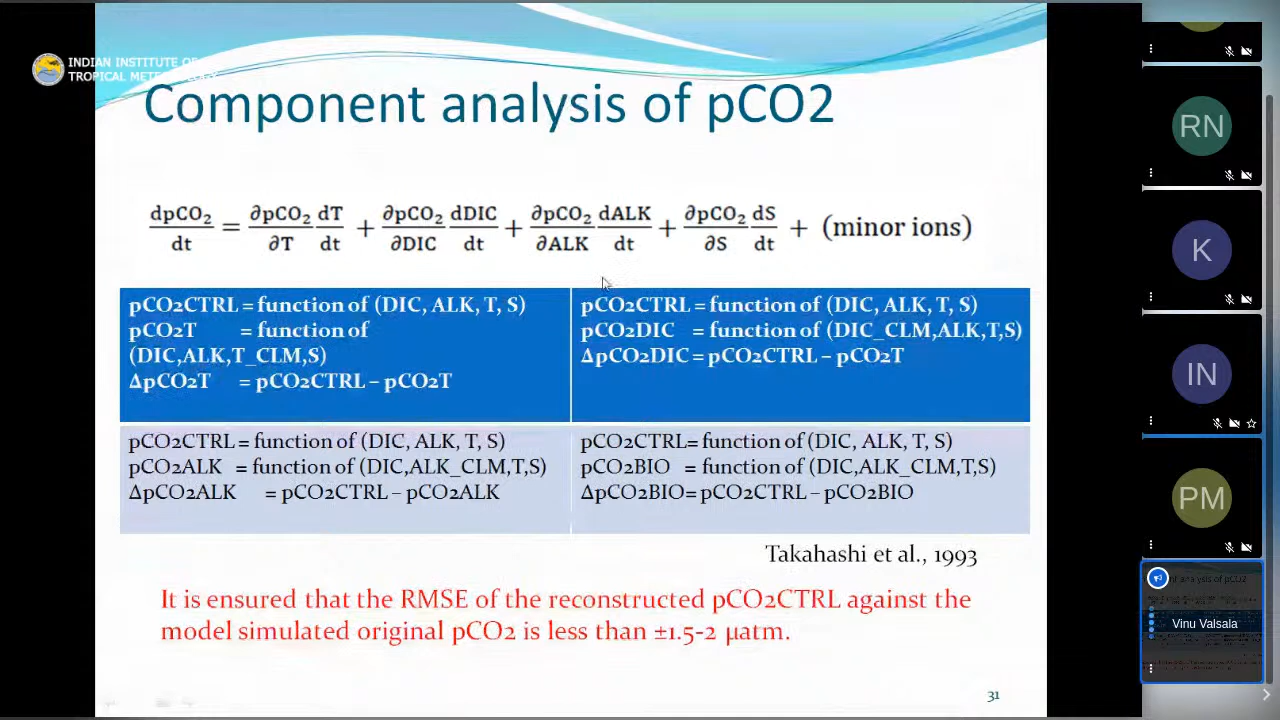 INDIAN INSTITUTE OF
TROPICAL METEOROLOGY
Component analysis of pCO2
dpCO₂/dt = ∂pCO₂/∂T dT/dt + ∂pCO₂/∂DIC dDIC/dt + ∂pCO₂/∂ALK dALK/dt + ∂pCO₂/∂S dS/dt + (minor ions)
pCO2CTRL = function of (DIC, ALK, T, S)
pCO2T = function of
(DIC,ALK,T_CLM,S)
ΔpCO2T = pCO2CTRL – pCO2T
pCO2CTRL = function of (DIC, ALK, T, S)
pCO2DIC = function of (DIC_CLM,ALK,T,S)
ΔpCO2DIC = pCO2CTRL – pCO2T
pCO2CTRL = function of (DIC, ALK, T, S)
pCO2ALK = function of (DIC,ALK_CLM,T,S)
ΔpCO2ALK = pCO2CTRL – pCO2ALK
pCO2CTRL= function of (DIC, ALK, T, S)
pCO2BIO = function of (DIC,ALK_CLM,T,S)
ΔpCO2BIO= pCO2CTRL – pCO2BIO
Takahashi et al., 1993
It is ensured that the RMSE of the reconstructed pCO2CTRL against the
model simulated original pCO2 is less than ±1.5-2 µatm.
31
RN
K
IN
PM
Vinu Valsala